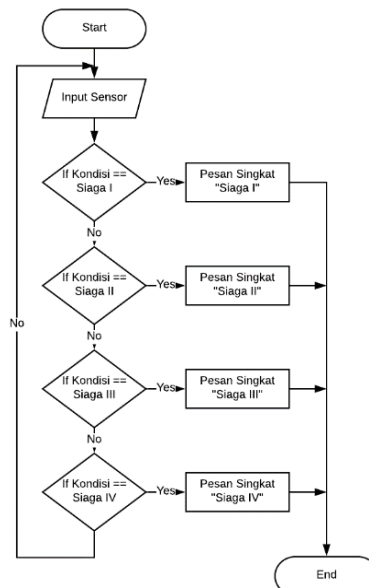 Start
Input Sensor
If Kondisi ==
Siaga I
Yes
Pesan Singkat
"Siaga I"
No
If Kondisi ==
Siaga II
Yes
Pesan Singkat
"Siaga II"
No
No
If Kondisi ==
Siaga III
Yes
Pesan Singkat
"Siaga III"
No
If Kondisi ==
Siaga IV
Yes
Pesan Singkat
"Siaga IV"
End